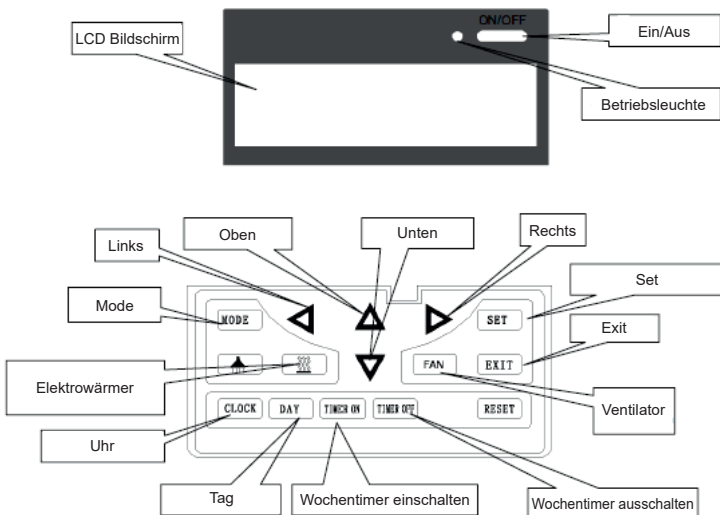 ON/OFF
LCD Bildschirm
Ein/Aus
Betriebsleuchte
Links
Oben
Unten
Rechts
Mode
Set
Exit
MODE
SET
FAN
EXIT
Elektrowärmer
Ventilator
CLOCK
DAY
TIMER ON
TIMER OFF
RESET
Uhr
Tag
Wochentimer einschalten
Wochentimer ausschalten